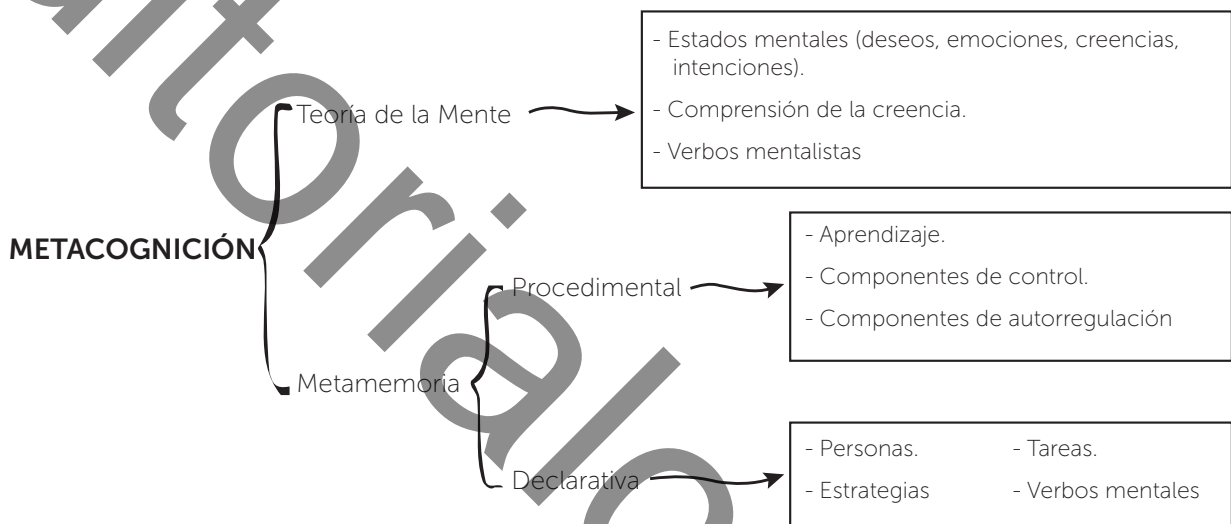 - Estados mentales (deseos, emociones, creencias,
intenciones).
Teoría de la Mente
- Comprensión de la creencia.
- Verbos mentalistas
METACOGNICIÓN
- Aprendizaje.
Procedimental
- Componentes de control.
- Componentes de autorregulación
Metamemoria
- Personas. - Tareas.
Declarativa
- Estrategias - Verbos mentales